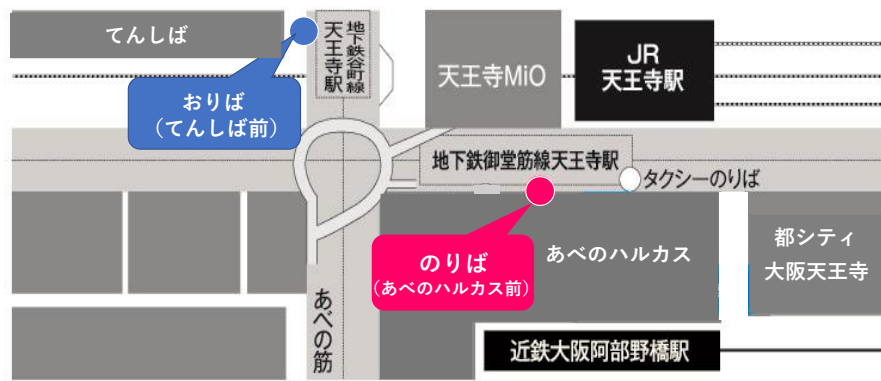 てんしば
地下鉄谷町線
天王寺駅
おりば
(てんしば前)
天王寺MiO
JR
天王寺駅
地下鉄御堂筋線天王寺駅
タクシーのりば
のりば
(あべのハルカス前)
あべのハルカス
都シティ
大阪天王寺
あべの筋
近鉄大阪阿部野橋駅